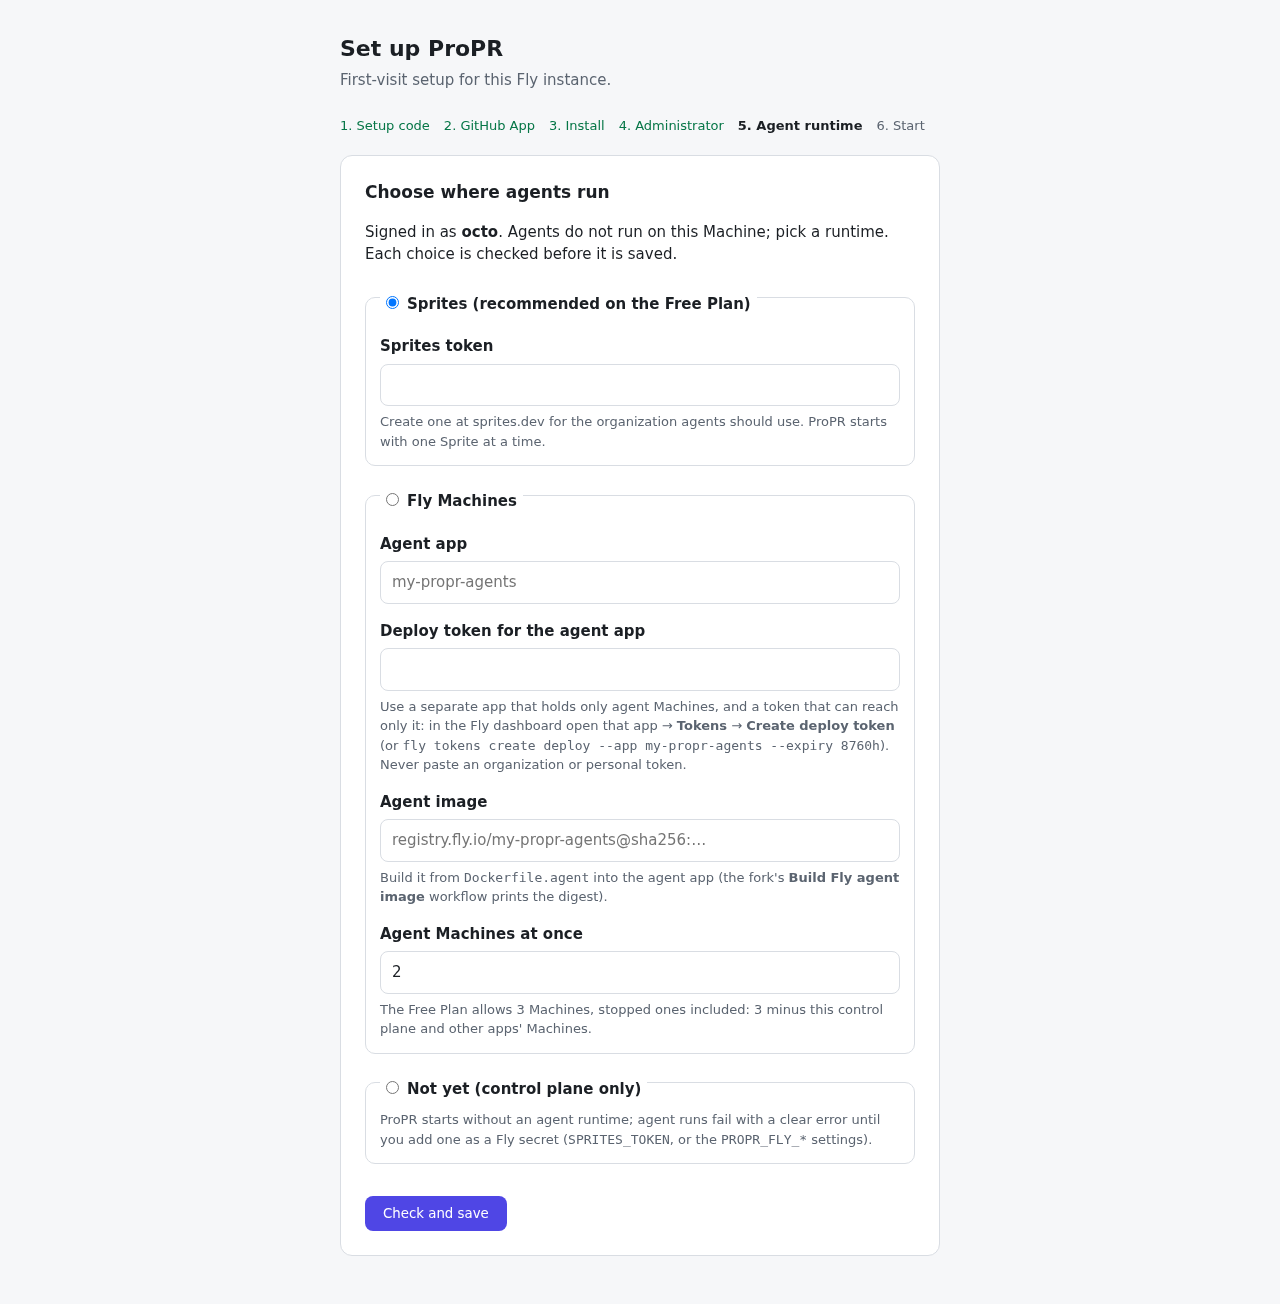 Set up ProPR
First-visit setup for this Fly instance.
1. Setup code 2. GitHub App 3. Install 4. Administrator 5. Agent runtime 6. Start
Choose where agents run
Signed in as octo. Agents do not run on this Machine; pick a runtime.
Each choice is checked before it is saved.
Sprites (recommended on the Free Plan)
Sprites token
Create one at sprites.dev for the organization agents should use. ProPR starts
with one Sprite at a time.
Fly Machines
Agent app
my-propr-agents
Deploy token for the agent app
Use a separate app that holds only agent Machines, and a token that can reach
only it: in the Fly dashboard open that app → Tokens → Create deploy token
(or fly tokens create deploy --app my-propr-agents --expiry 8760h).
Never paste an organization or personal token.
Agent image
registry.fly.io/my-propr-agents@sha256:…
Build it from Dockerfile.agent into the agent app (the fork's Build Fly agent
image workflow prints the digest).
Agent Machines at once
2
The Free Plan allows 3 Machines, stopped ones included: 3 minus this control
plane and other apps' Machines.
Not yet (control plane only)
ProPR starts without an agent runtime; agent runs fail with a clear error until
you add one as a Fly secret (SPRITES_TOKEN, or the PROPR_FLY_* settings).
Check and save